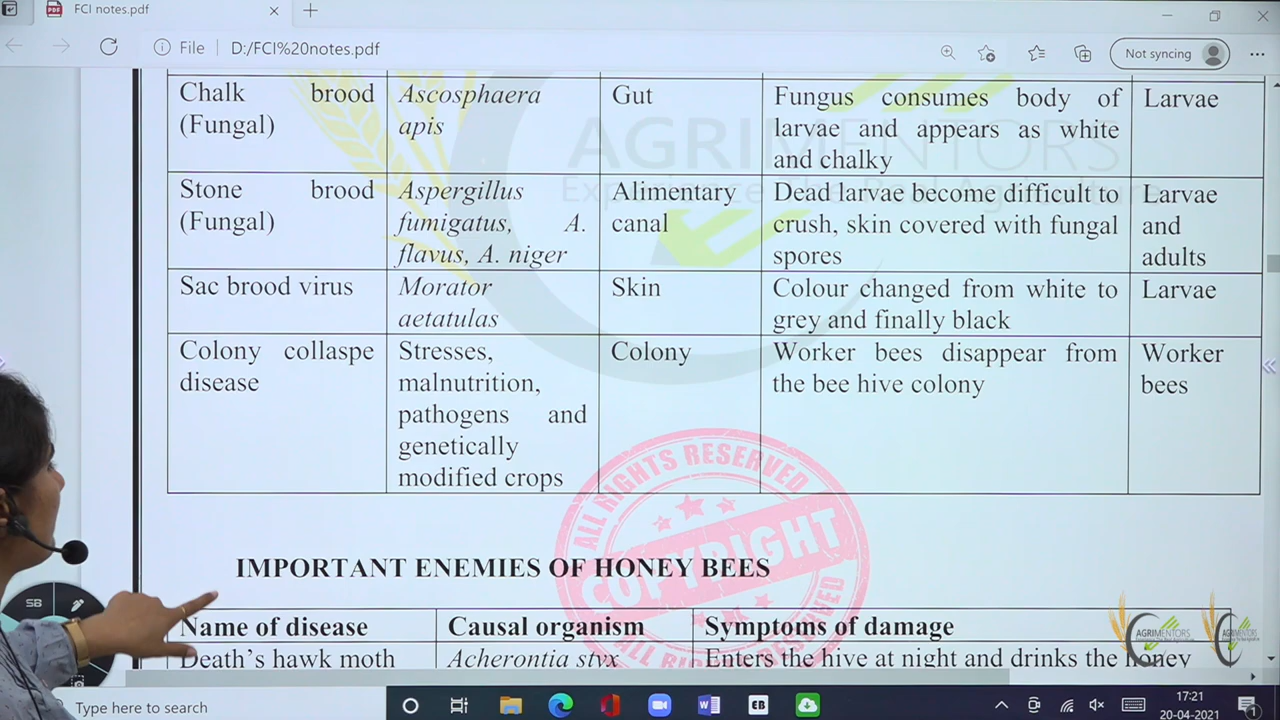 FCI notes.pdf
File D:/FCI%20notes.pdf
Not syncing
Chalk brood (Fungal)
Ascosphaera apis
Gut
Fungus consumes body of
larvae and appears as white
and chalky
Larvae
Stone brood
(Fungal)
Aspergillus
fumigatus, A.
flavus, A. niger
Alimentary
canal
Dead larvae become difficult to
crush, skin covered with fungal
spores
Larvae
and
adults
Sac brood virus
Morator
aetatulas
Skin
Colour changed from white to
grey and finally black
Larvae
Colony collaspe
disease
Stresses,
malnutrition,
pathogens and
genetically
modified crops
Colony
Worker bees disappear from
the bee hive colony
Worker
bees
AGRIMENTORS
ALL RIGHTS RESERVED
COPYRIGHT
IMPORTANT ENEMIES OF HONEY BEES
Name of disease Causal organism Symptoms of damage
Death's hawk moth Acherontia styx Enters the hive at night and drinks the honey
SB
AGRIMENTORS
Type here to search
W
EB
17:21
20-04-2021
1